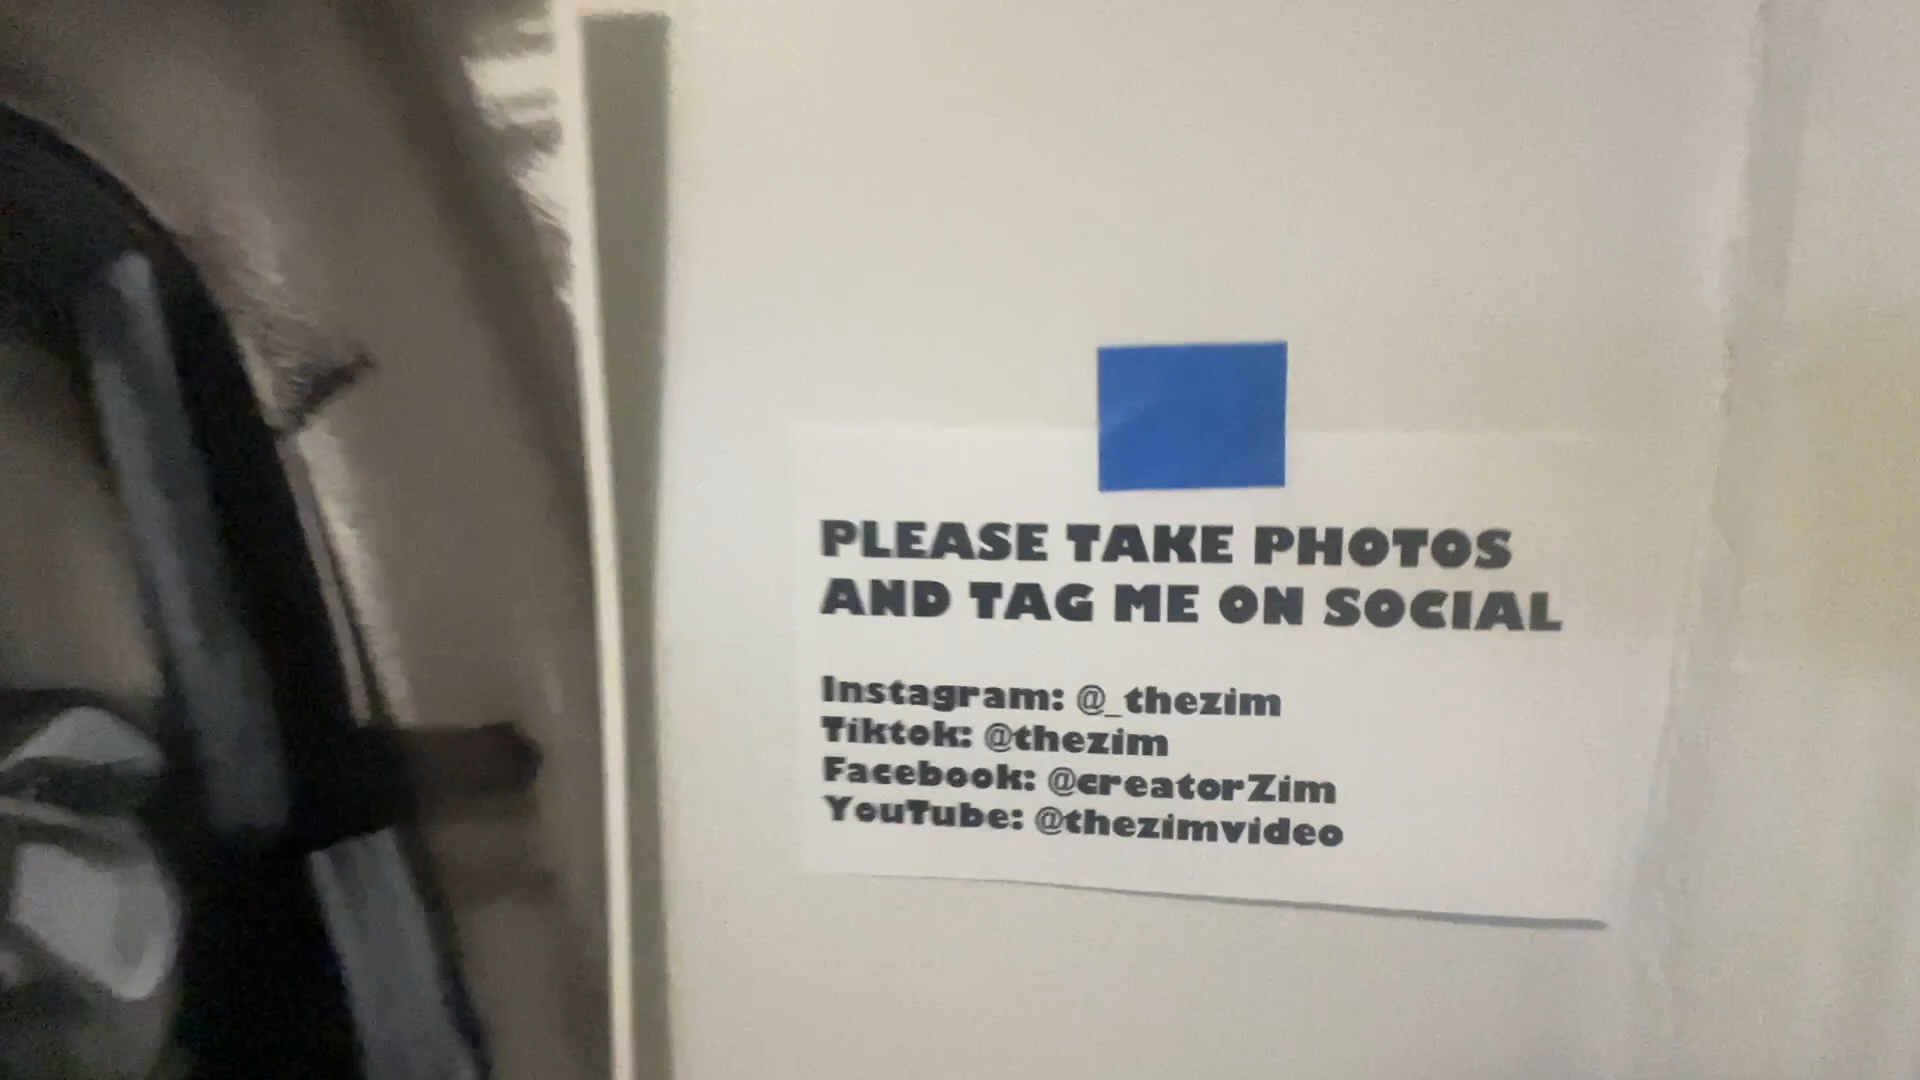 PLEASE TAKE PHOTOS
AND TAG ME ON SOCIAL
Instagram: @_thezim
Tiktok: @thezim
Facebook: @creatorZim
YouTube: @thezimvideo